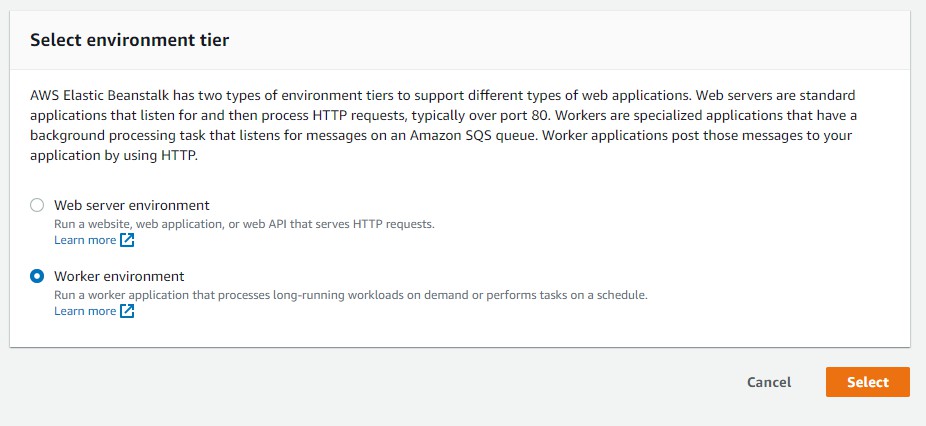 Select environment tier
AWS Elastic Beanstalk has two types of environment tiers to support different types of web applications. Web servers are standard
applications that listen for and then process HTTP requests, typically over port 80. Workers are specialized applications that have a
background processing task that listens for messages on an Amazon SQS queue. Worker applications post those messages to your
application by using HTTP.
Web server environment
Run a website, web application, or web API that serves HTTP requests.
Learn more
Worker environment
Run a worker application that processes long-running workloads on demand or performs tasks on a schedule.
Learn more
Cancel
Select